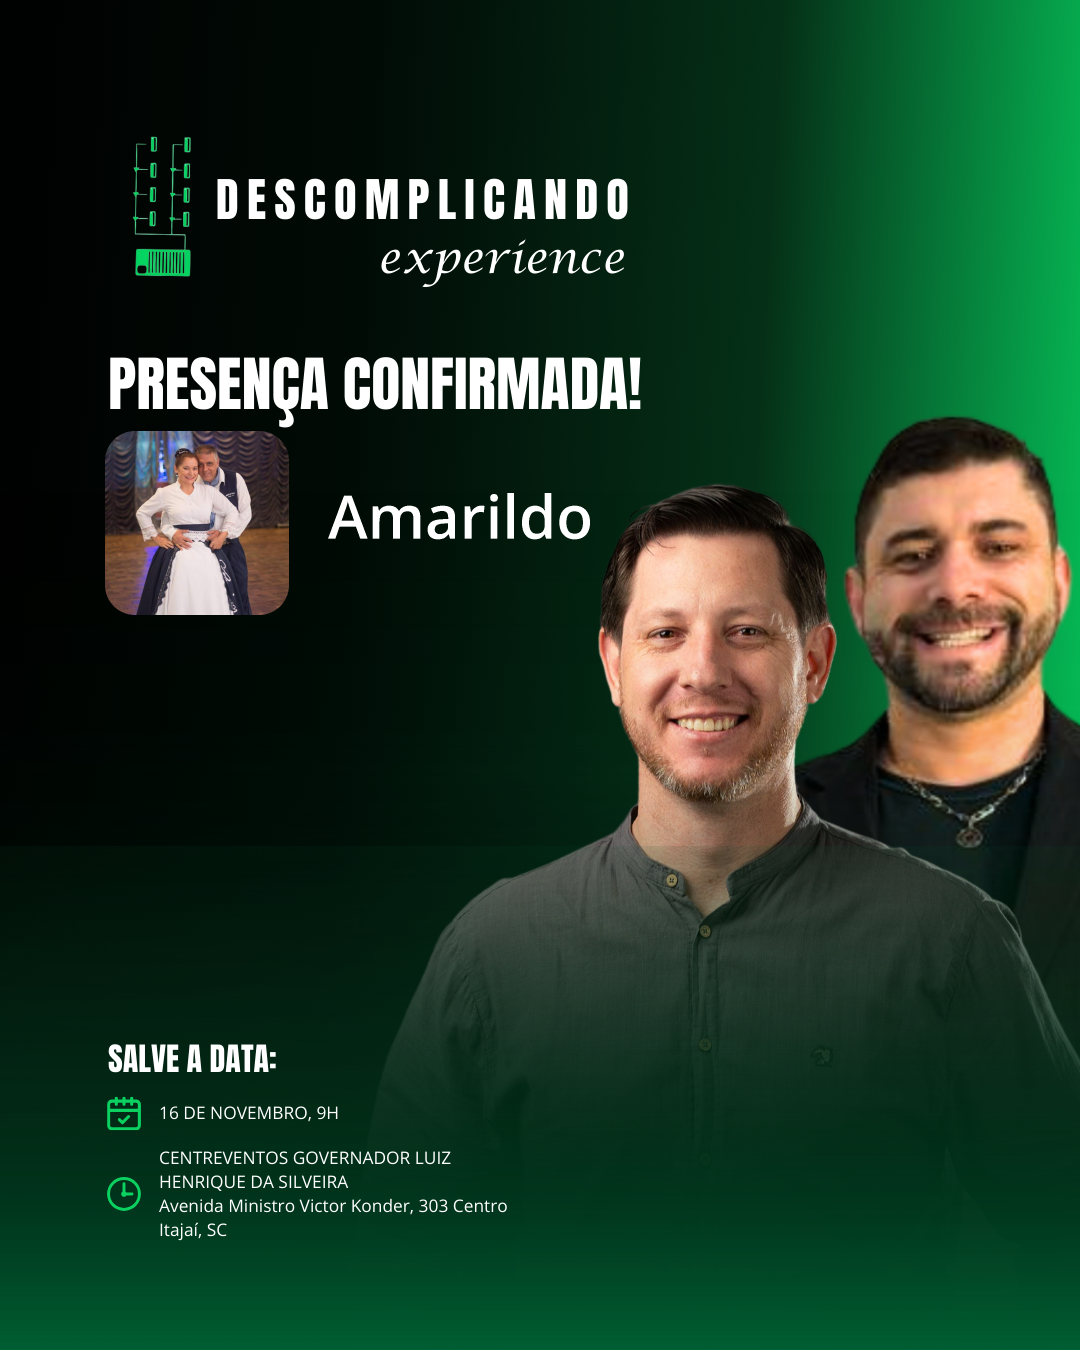 DESCOMPLICANDO
experience
PRESENÇA CONFIRMADA!
Amarildo
SALVE A DATA:
16 DE NOVEMBRO, 9H
CENTREVENTOS GOVERNADOR LUIZ
HENRIQUE DA SILVEIRA
Avenida Ministro Victor Konder, 303 Centro
Itajaí, SC